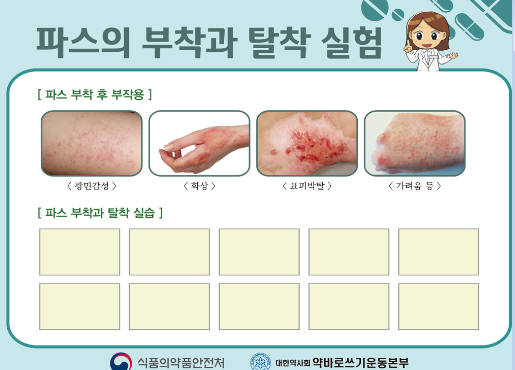 파스의 부착과 탈착 실험
[ 파스 부착 후 부작용 ]
< 광민감성 > < 화상 > < 표피박탈 > < 가려움 등 >
[ 파스 부착과 탈착 실습 ]
식품의약품안전처 대한약사회 약바로쓰기운동본부